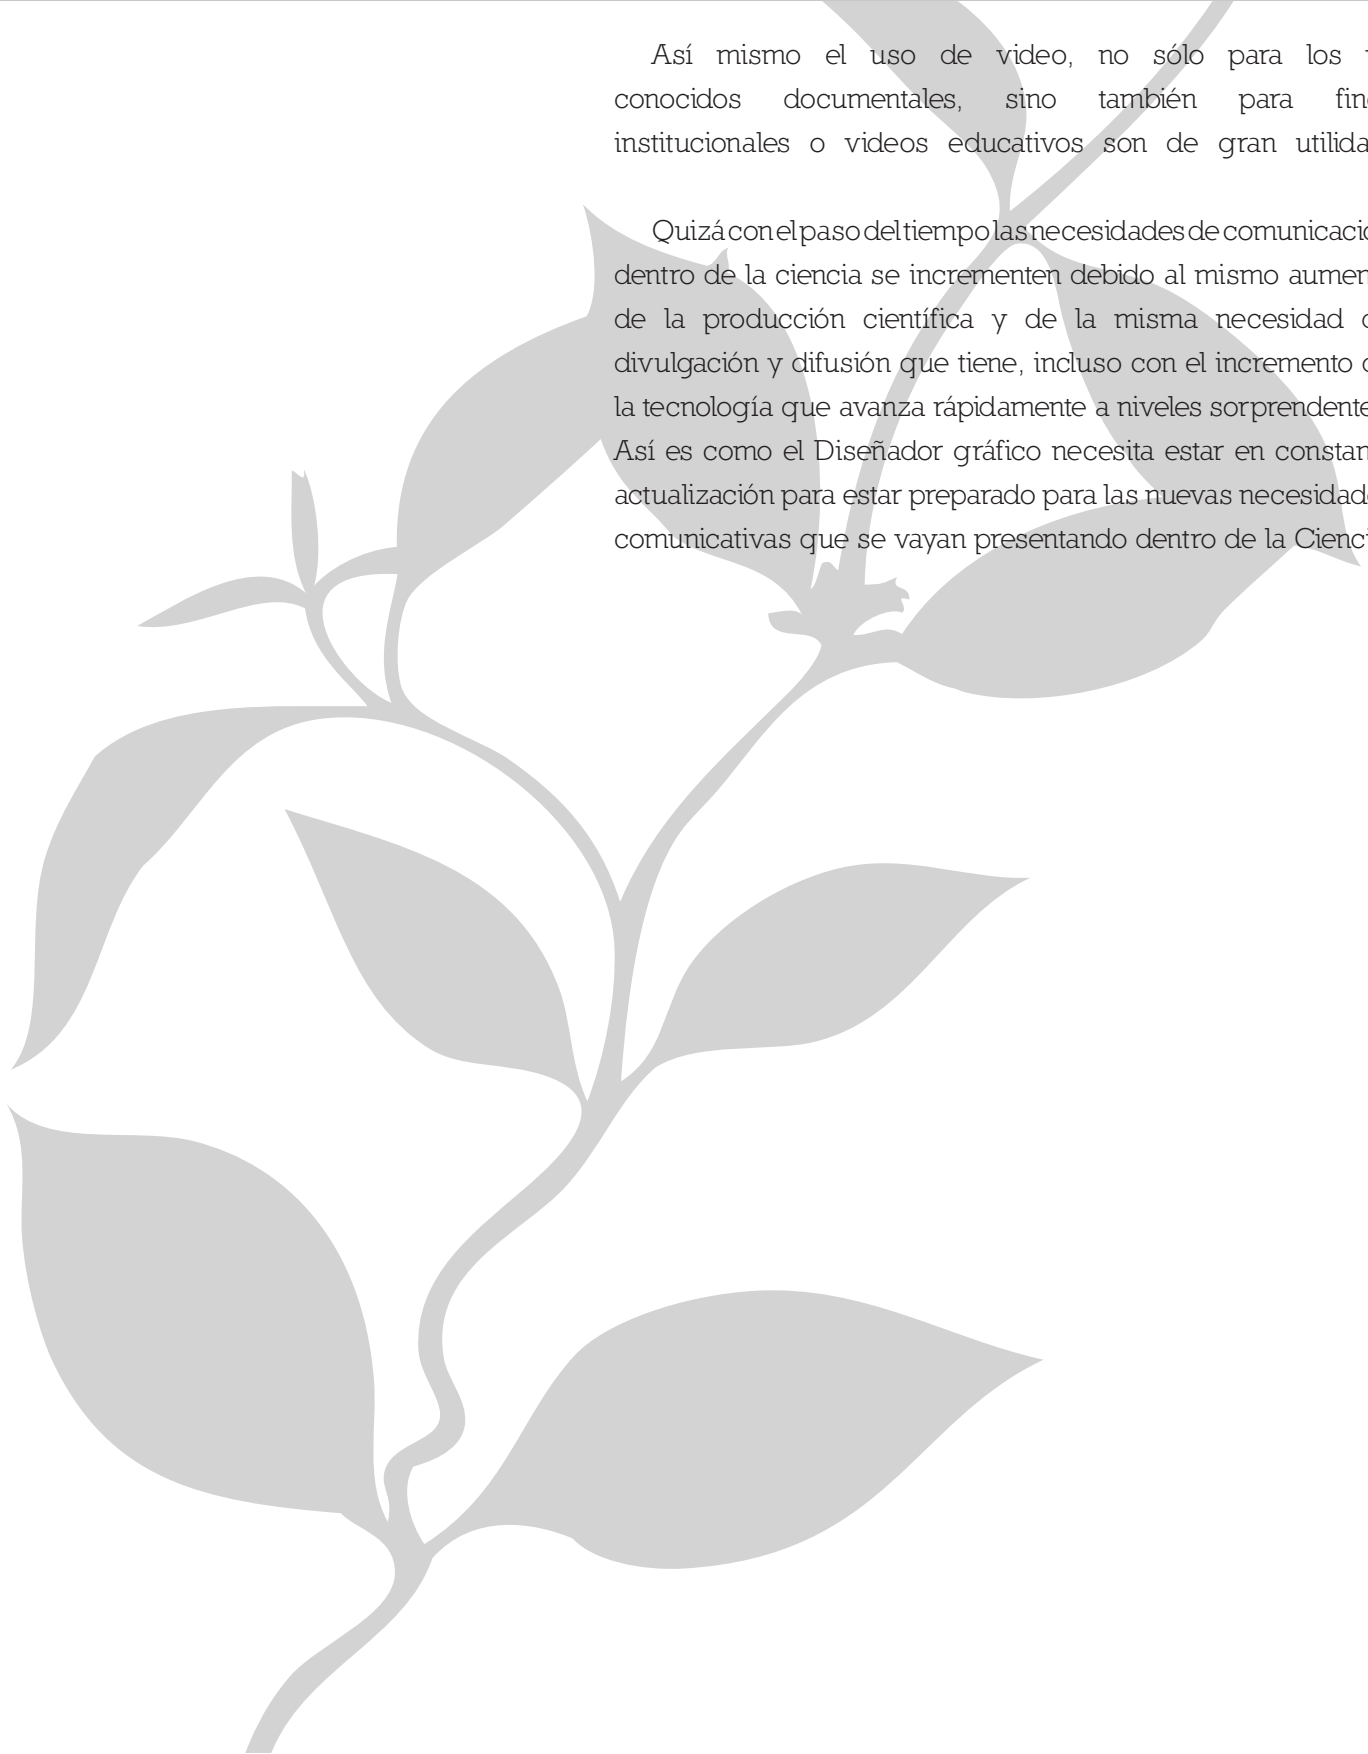 Así mismo el uso de video, no sólo para los
conocidos documentales, sino también para
institucionales o videos educativos son de gran
Quizá con el paso del tiempo las necesidades de
dentro de la ciencia se incrementen debido al mismo
de la producción científica y de la misma necesidad
divulgación y difusión que tiene, incluso con el incremento
la tecnología que avanza rápidamente a niveles
Así es como el Diseñador gráfico necesita estar en
actualización para estar preparado para las nuevas
comunicativas que se vayan presentando dentro de la